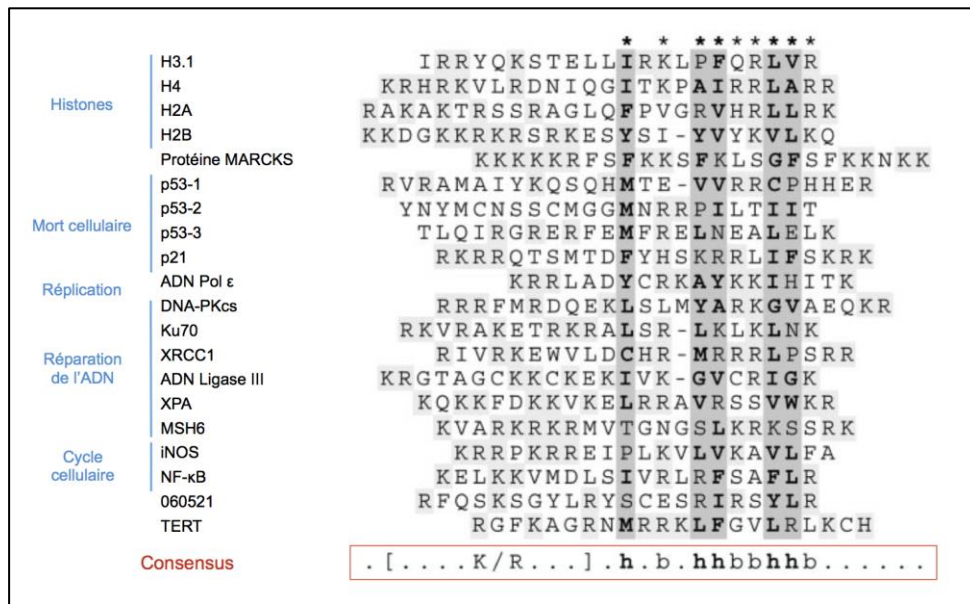 * * * * * * * * *
Histones
H3.1 IRRYQKSTELLIRKLPFQRLVR
H4 KRHRKVLRDNIQGITKPAIRRLARR
H2A RAKAKTRSSRAGLQFPVGRVHRLLRK
H2B KKDGKKRKRSRKESYSI-YVYKVLKQ
Protéine MARCKS KKKKKRFSFKKSFKLSGFSFKKNKK
Mort cellulaire
p53-1 RVRAMAIYKQSQHMTE-VVRRCPHHER
p53-2 YNYMCNSSCMGGMNRRPILTIIT
p53-3 TLQIRGRERFEMFRELNEALELK
p21 RKRRQTSMTDFYHSKRRLIFSKRK
Réplication
ADN Pol ε KRRLADYCRKAYKKIHITK
Réparation
de l'ADN
DNA-PKcs RRRFMRDQEKLSLMYARKGVAEQKR
Ku70 RKVRAKETRKRALSR-LKLKLNK
XRCC1 RIVRKEWVLDCHR-MRRRLPSRR
ADN Ligase III KRGTAGCKKCKEKIVK-GVCRIGK
XPA KQKKFDKKVKELRRAVRSSVWKR
MSH6 KVARKRKRMVTGNGSLKRKSSRK
Cycle
cellulaire
iNOS KRRPKRREIPLKVLVKAVLFA
NF-κB KELKKVMDLSIVRLRFSAFLR
060521 RFQSKSGYLRYSCESRIRSYLR
TERT RGFKAGRNMRRKLFGVLRLKCH
Consensus .[....K/R...].h.b.hhbbhhb......